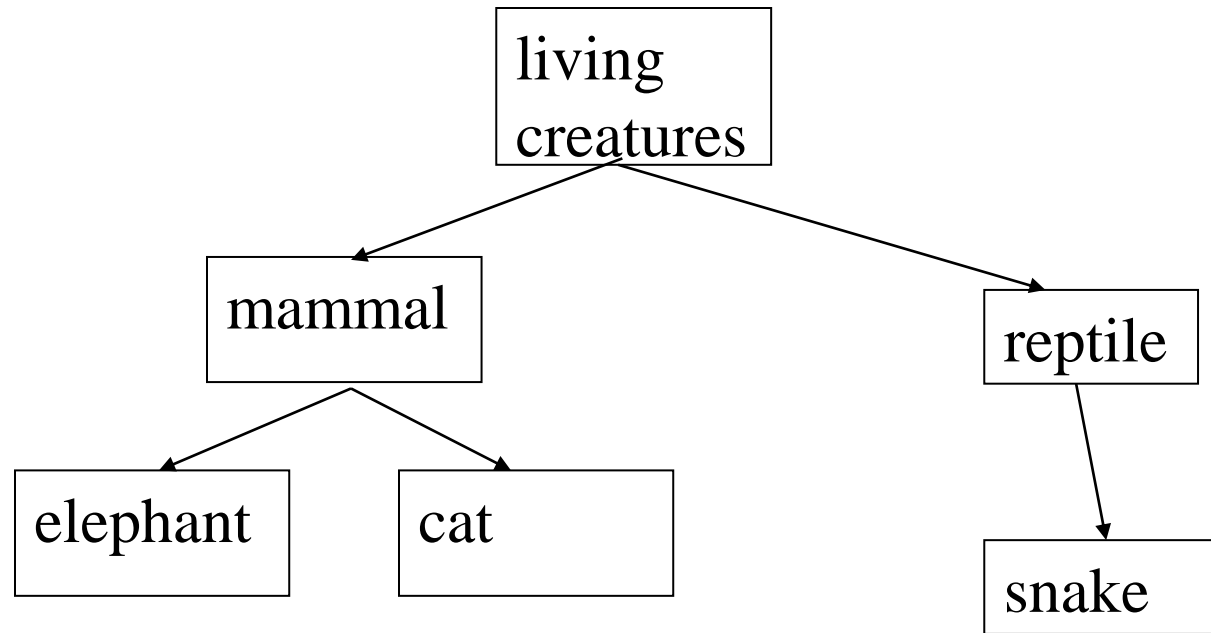 living
creatures
mammal
reptile
elephant
cat
snake